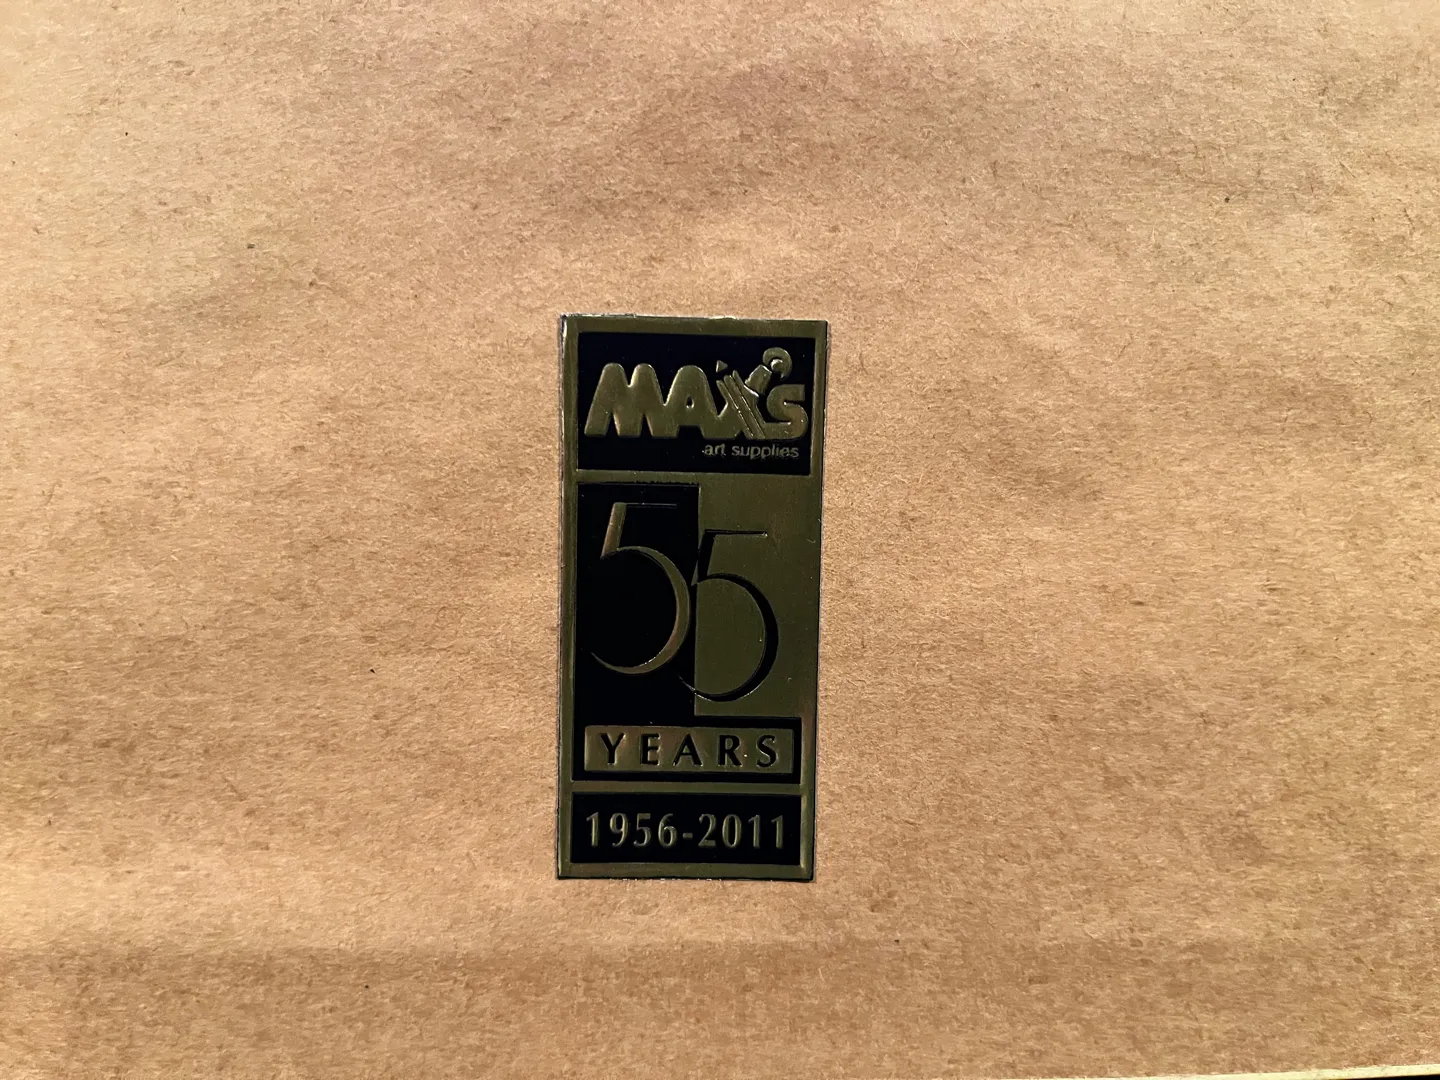 MAX'S
art supplies
55
YEARS
1956-2011